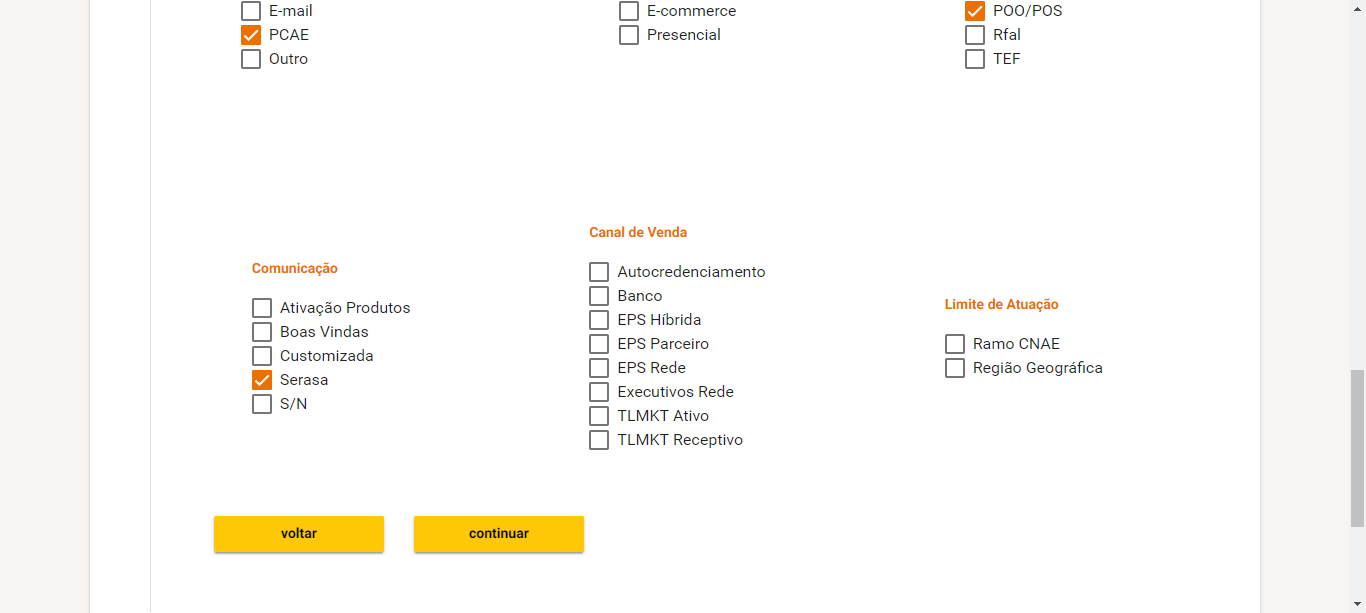 E-mail
PCAE
Outro
E-commerce
Presencial
POO/POS
Rfal
TEF
Comunicação
Ativação Produtos
Boas Vindas
Customizada
Serasa
S/N
Canal de Venda
Autocredenciamento
Banco
EPS Híbrida
EPS Parceiro
EPS Rede
Executivos Rede
TLMKT Ativo
TLMKT Receptivo
Limite de Atuação
Ramo CNAE
Região Geográfica
voltar
continuar